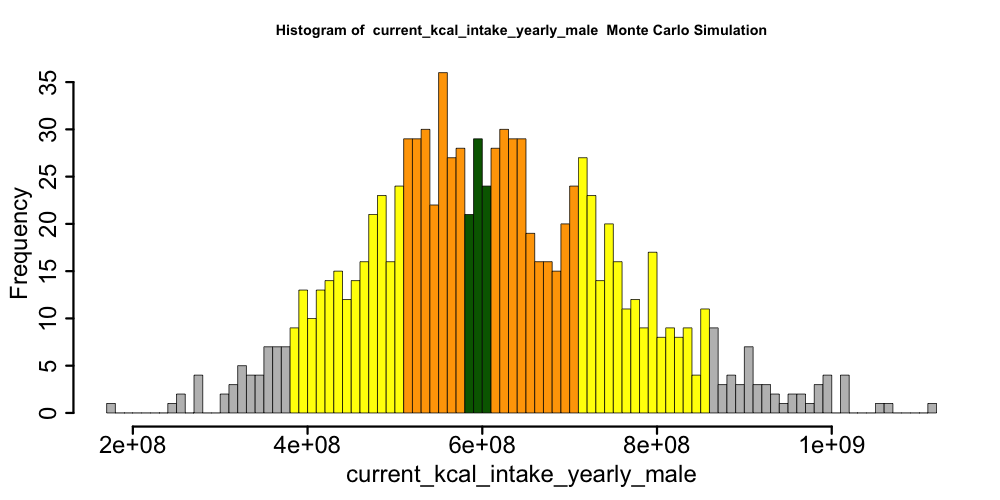 Histogram of  current_kcal_intake_yearly_male  Monte Carlo Simulation
Frequency
35
30
25
20
15
10
5
0
2e+08 4e+08 6e+08 8e+08 1e+09
current_kcal_intake_yearly_male